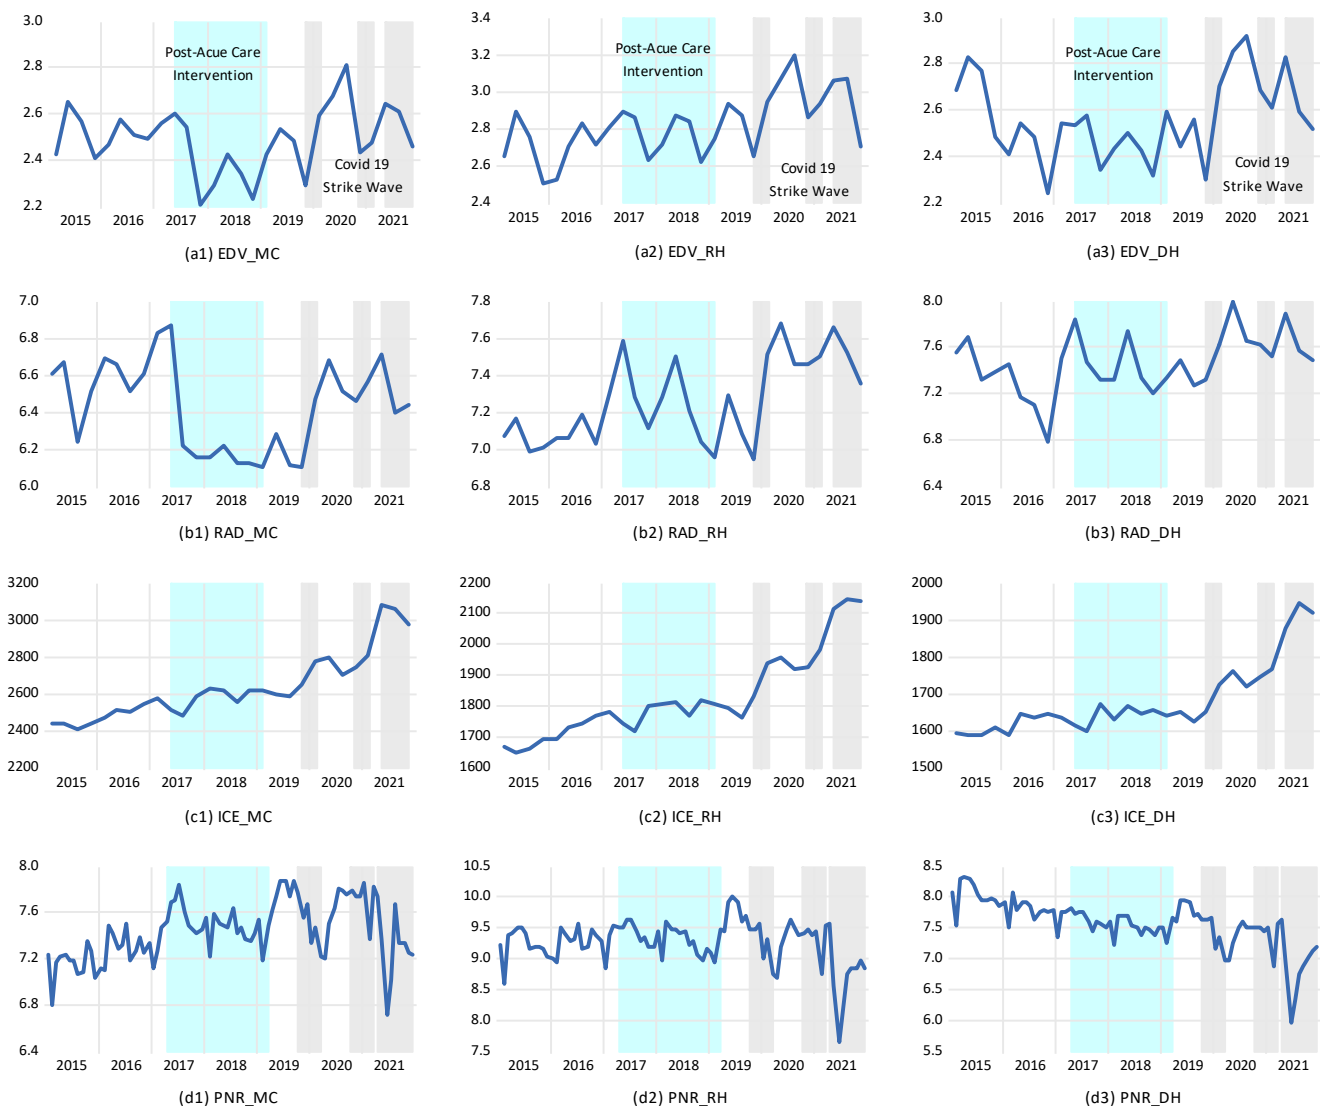 3.0
2.8
2.6
2.4
2.2
Post-Acue Care
Intervention
Covid 19
Strike Wave
2015 2016 2017 2018 2019 2020 2021
(a1) EDV_MC
3.4
3.2
3.0
2.8
2.6
2.4
Post-Acue Care
Intervention
Covid 19
Strike Wave
2015 2016 2017 2018 2019 2020 2021
(a2) EDV_RH
3.0
2.8
2.6
2.4
2.2
Post-Acue Care
Intervention
Covid 19
Strike Wave
2015 2016 2017 2018 2019 2020 2021
(a3) EDV_DH
7.0
6.8
6.6
6.4
6.2
6.0
2015 2016 2017 2018 2019 2020 2021
(b1) RAD_MC
7.8
7.6
7.4
7.2
7.0
6.8
2015 2016 2017 2018 2019 2020 2021
(b2) RAD_RH
8.0
7.6
7.2
6.8
6.4
2015 2016 2017 2018 2019 2020 2021
(b3) RAD_DH
3200
3000
2800
2600
2400
2200
2015 2016 2017 2018 2019 2020 2021
(c1) ICE_MC
2200
2100
2000
1900
1800
1700
1600
2015 2016 2017 2018 2019 2020 2021
(c2) ICE_RH
2000
1900
1800
1700
1600
1500
2015 2016 2017 2018 2019 2020 2021
(c3) ICE_DH
8.0
7.6
7.2
6.8
6.4
2015 2016 2017 2018 2019 2020 2021
(d1) PNR_MC
10.5
10.0
9.5
9.0
8.5
8.0
7.5
2015 2016 2017 2018 2019 2020 2021
(d2) PNR_RH
8.5
8.0
7.5
7.0
6.5
6.0
5.5
2015 2016 2017 2018 2019 2020 2021
(d3) PNR_DH